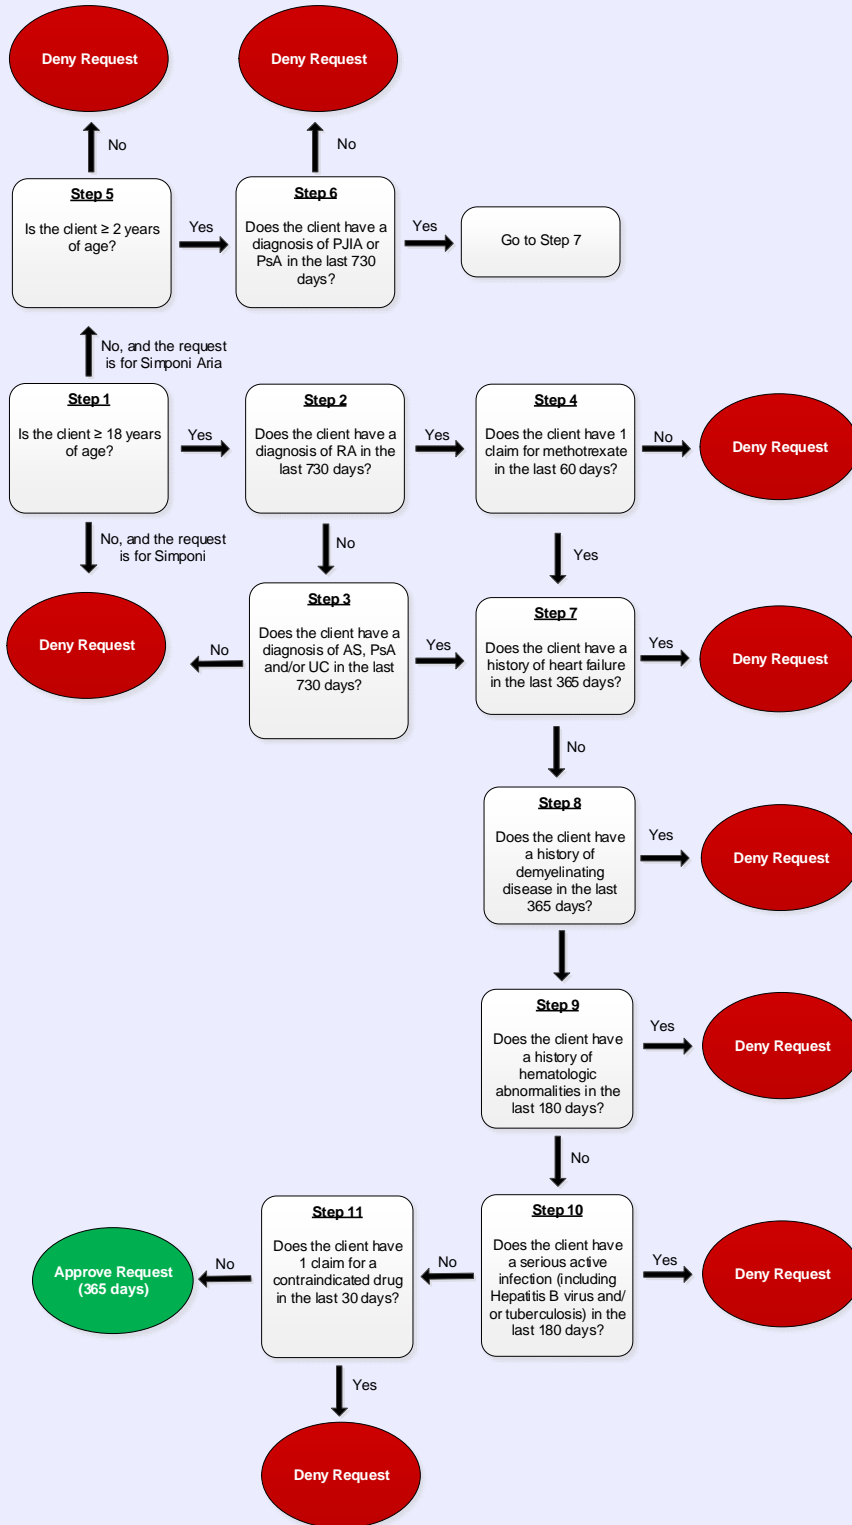 Deny Request
Deny Request
No
No
Step 5
Is the client ≥ 2 years
of age?
Yes
Step 6
Does the client have a
diagnosis of PJIA or
PsA in the last 730
days?
Yes
Go to Step 7
No, and the request
is for Simponi Aria
Step 1
Is the client ≥ 18 years
of age?
Yes
Step 2
Does the client have a
diagnosis of RA in the
last 730 days?
Yes
Step 4
Does the client have 1
claim for methotrexate
in the last 60 days?
No
Deny Request
No, and the request
is for Simponi
No
Yes
Deny Request
No
Step 3
Does the client have a
diagnosis of AS, PsA
and/or UC in the last
730 days?
Yes
Step 7
Does the client have a
history of heart failure
in the last 365 days?
Yes
Deny Request
No
Step 8
Does the client have
a history of
demyelinating
disease in the last
365 days?
Yes
Deny Request
Step 9
Does the client have
a history of
hematologic
abnormalities in the
last 180 days?
Yes
Deny Request
No
Approve Request
(365 days)
No
Step 11
Does the client have
1 claim for a
contraindicated drug
in the last 30 days?
No
Step 10
Does the client have
a serious active
infection (including
Hepatitis B virus and/
or tuberculosis) in the
last 180 days?
Yes
Deny Request
Yes
Deny Request